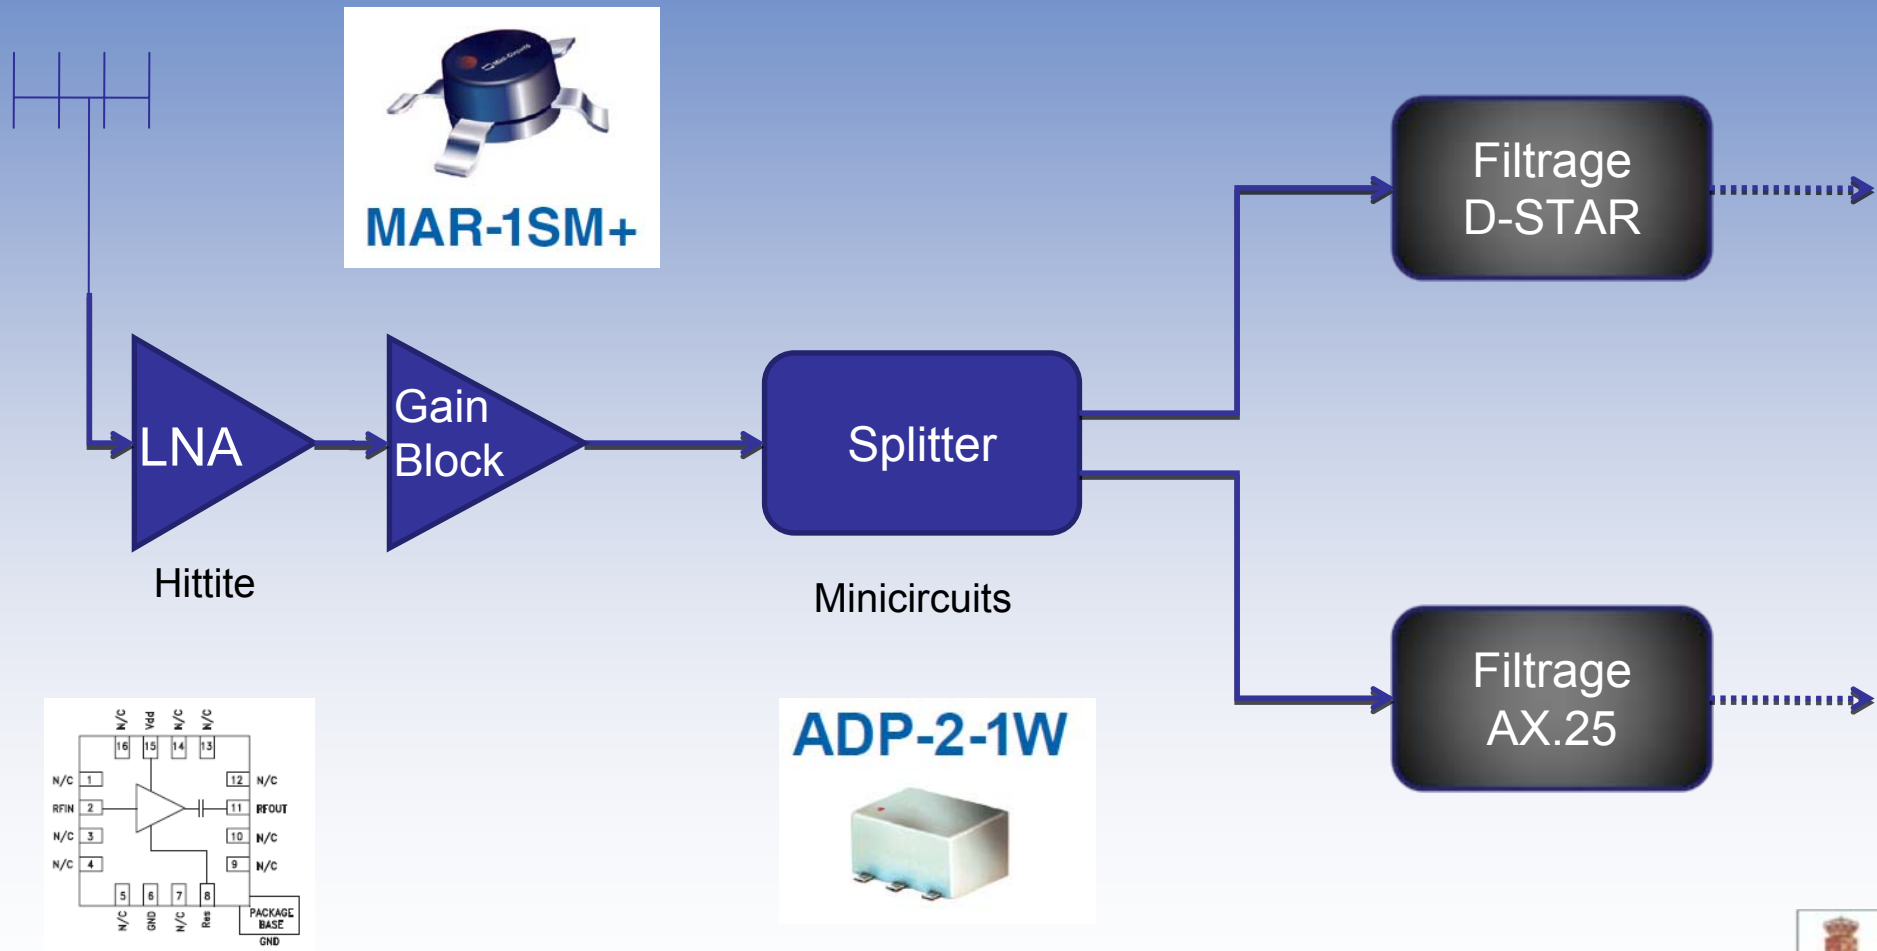 MAR-1SM+
Filtrage
D-STAR
LNA
Gain
Block
Splitter
Hittite
Minicircuits
Filtrage
AX.25
ADP-2-1W
N/C Vdd N/C N/C
16 15 14 13
N/C 1
12 N/C
RFIN 2
11 RFOUT
N/C 3
10 N/C
N/C 4
9 N/C
5 6 7 8
N/C GND N/C Res
PACKAGE
BASE
GND